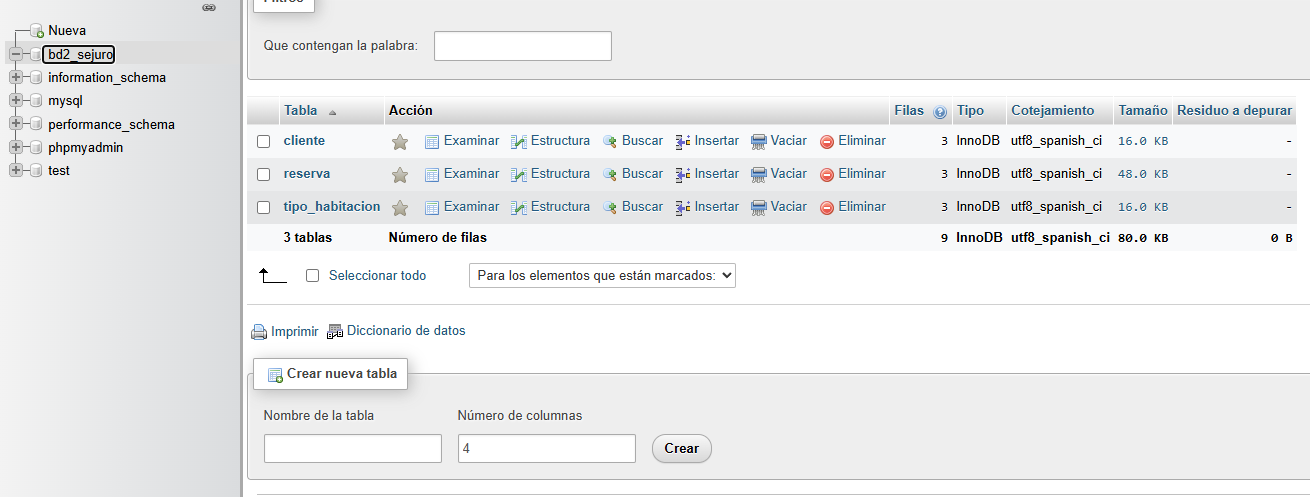 Nueva
bd2_sejuro
information_schema
mysql
performance_schema
phpmyadmin
test
Filtros
Que contengan la palabra:
Tabla Acción Filas Tipo Cotejamiento Tamaño Residuo a depurar
cliente Examinar Estructura Buscar Insertar Vaciar Eliminar 3 InnoDB utf8_spanish_ci 16.0 KB -
reserva Examinar Estructura Buscar Insertar Vaciar Eliminar 3 InnoDB utf8_spanish_ci 48.0 KB -
tipo_habitacion Examinar Estructura Buscar Insertar Vaciar Eliminar 3 InnoDB utf8_spanish_ci 16.0 KB -
3 tablas Número de filas 9 InnoDB utf8_spanish_ci 80.0 KB 0 B
Seleccionar todo Para los elementos que están marcados:
Imprimir Diccionario de datos
Crear nueva tabla
Nombre de la tabla Número de columnas
4 Crear